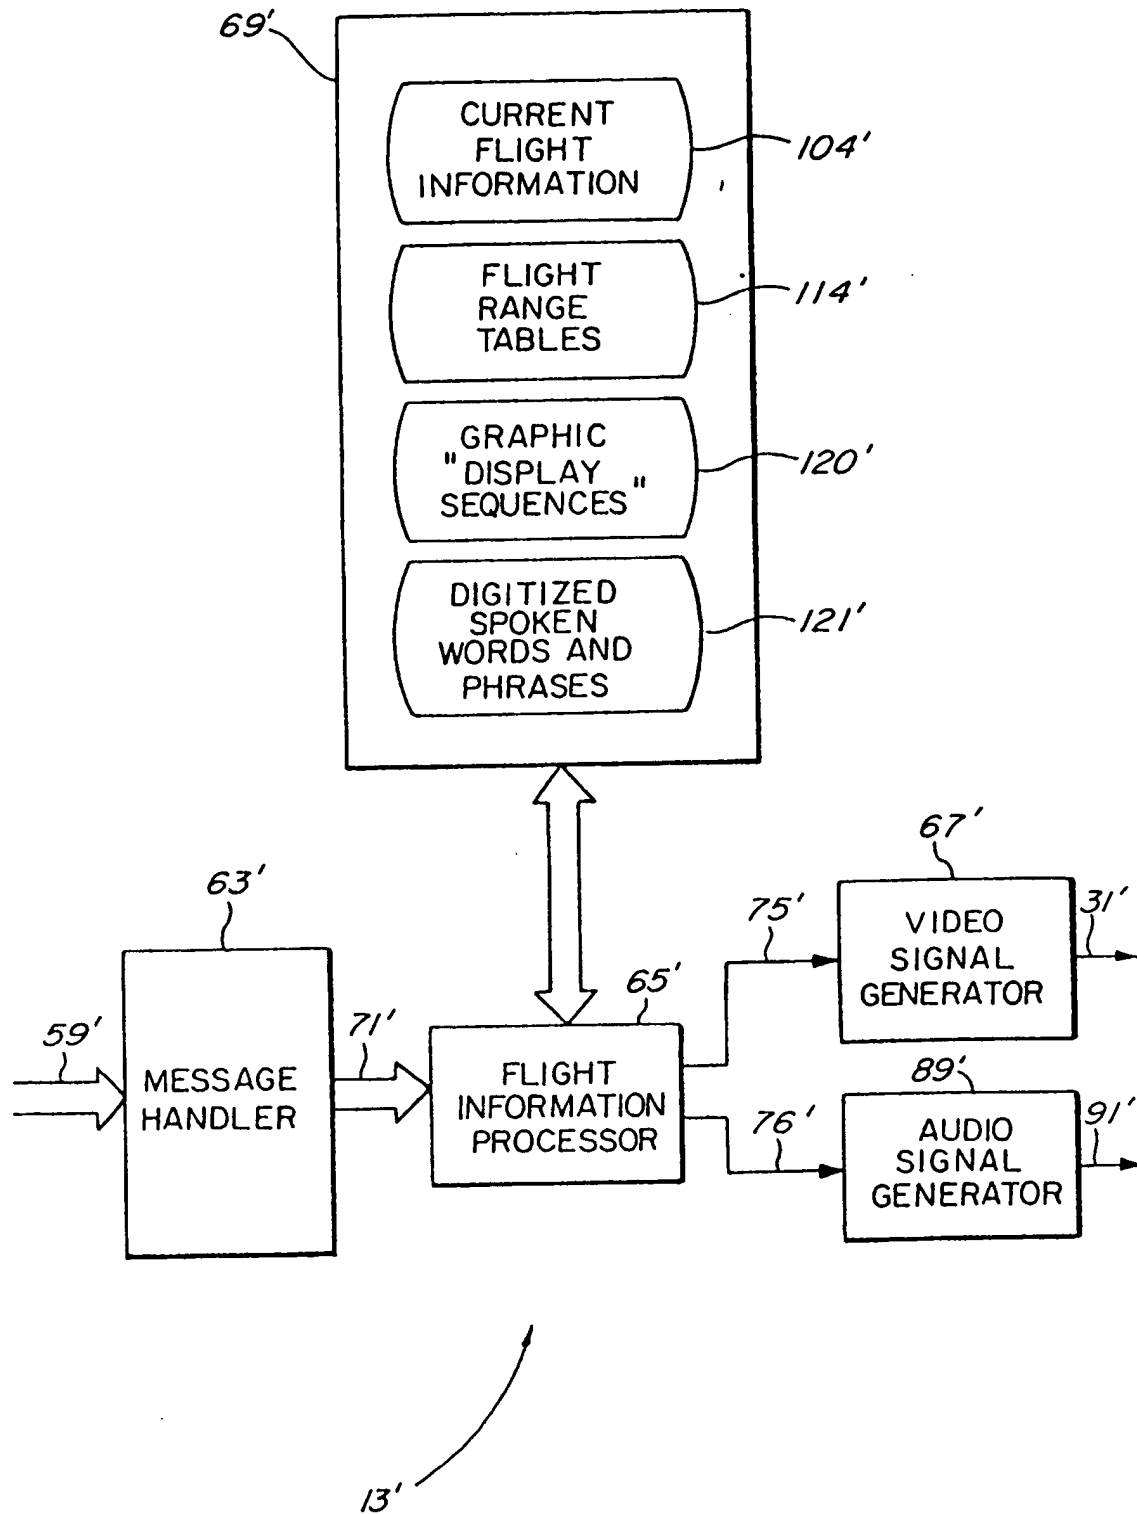 69'
CURRENT
FLIGHT
INFORMATION
104'
FLIGHT
RANGE
TABLES
114'
GRAPHIC
"DISPLAY
SEQUENCES"
120'
DIGITIZED
SPOKEN
WORDS AND
PHRASES
121'
63'
MESSAGE
HANDLER
59'
71'
65'
FLIGHT
INFORMATION
PROCESSOR
75'
67'
VIDEO
SIGNAL
GENERATOR
31'
76'
89'
AUDIO
SIGNAL
GENERATOR
91'
13'